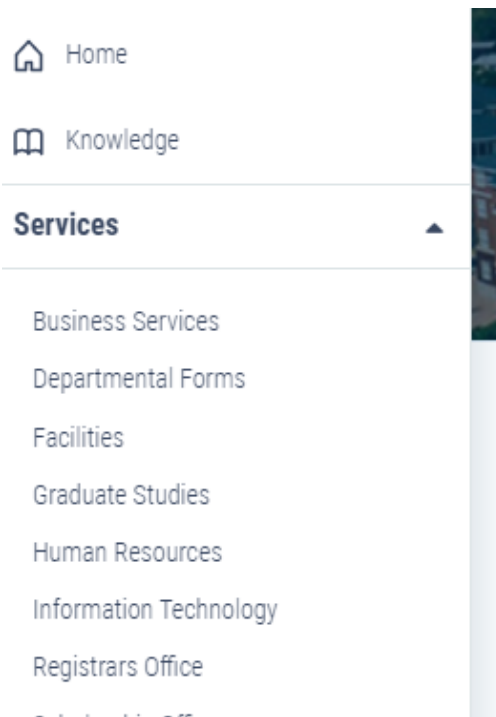 Home
Knowledge
Services
Business Services
Departmental Forms
Facilities
Graduate Studies
Human Resources
Information Technology
Registrars Office